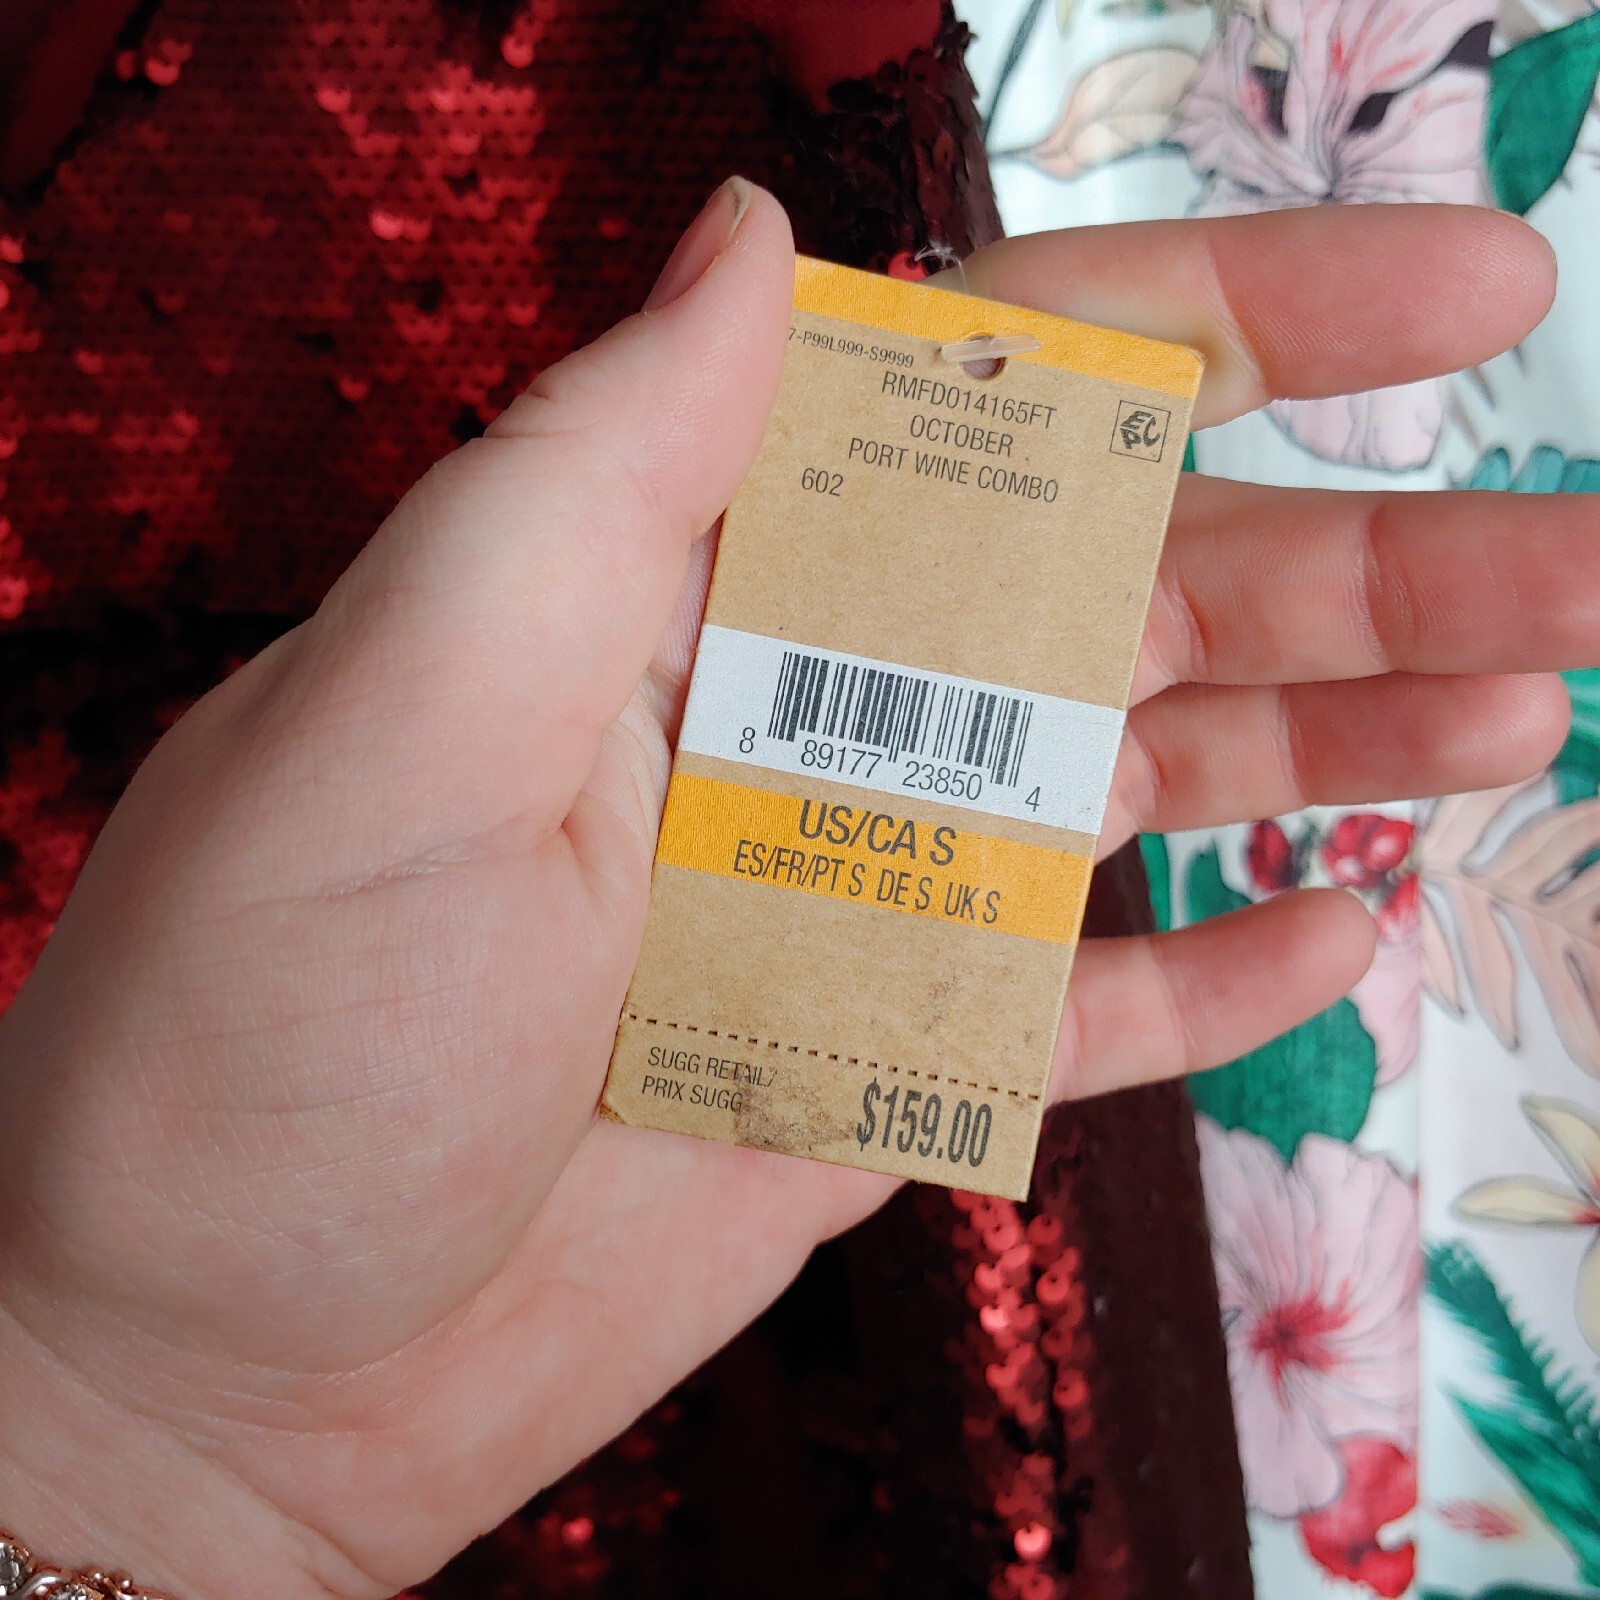 7-P99L999-S9999
RMFD014165FT
OCTOBER
PORT WINE COMBO
602
EPC
8 89177 23850 4
US/CA S
ES/FR/PT S DE S UK S
SUGG RETAIL/
PRIX SUGG
$159.00